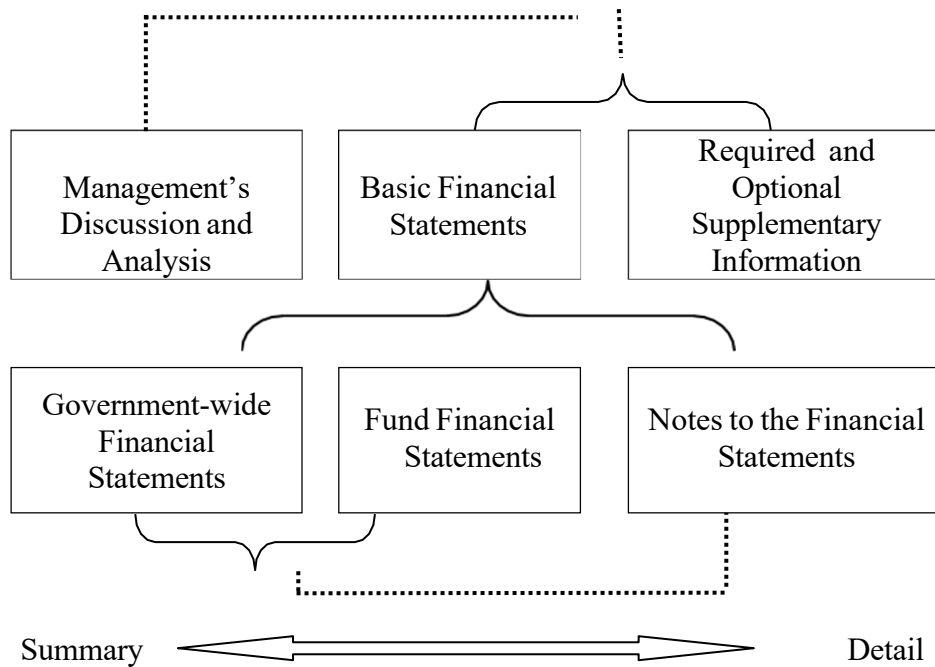 Management’s
Discussion and
Analysis
Basic Financial
Statements
Required and
Optional
Supplementary
Information
Government-wide
Financial
Statements
Fund Financial
Statements
Notes to the Financial
Statements
Summary
Detail